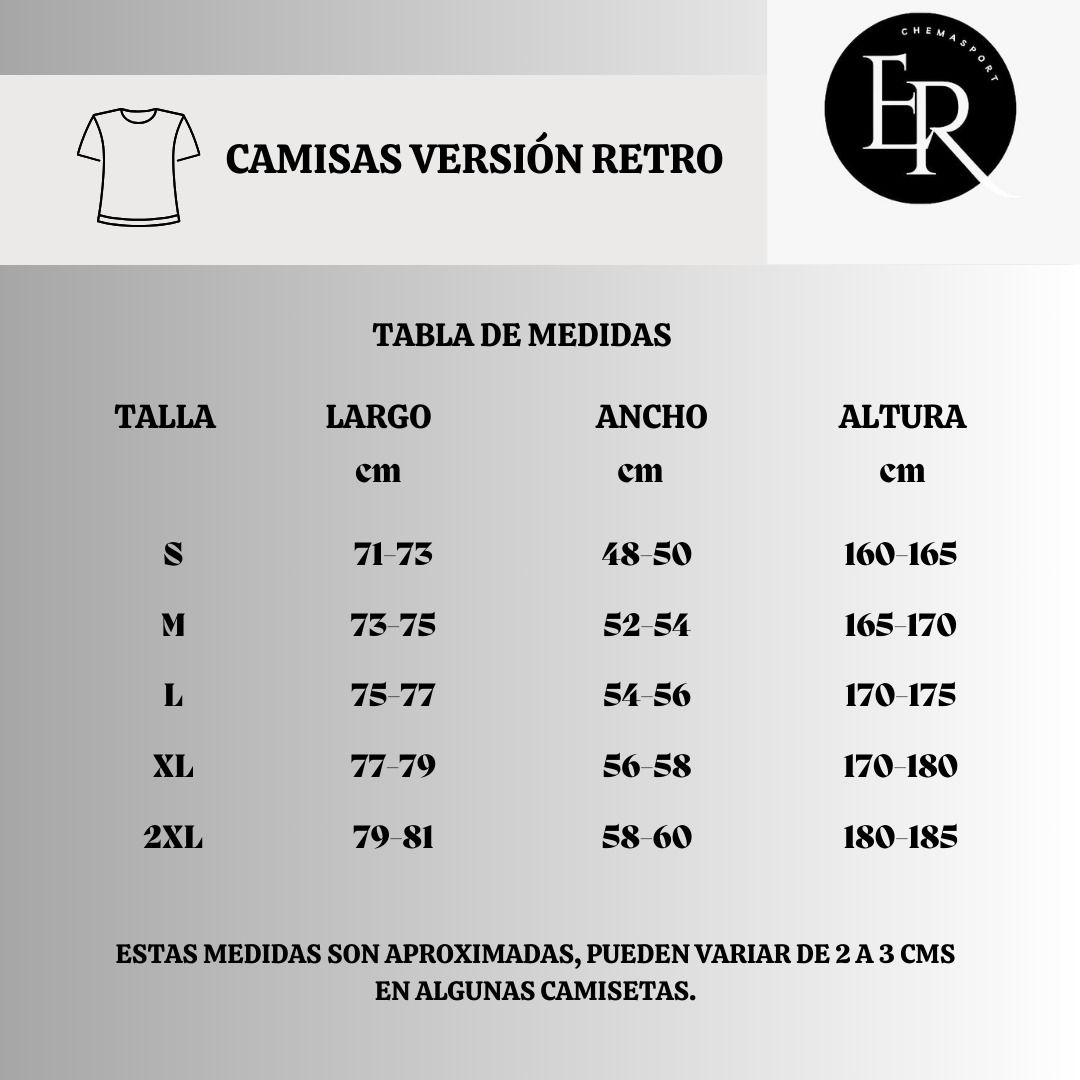 CHEMASPORT
ER
CAMISAS VERSIÓN RETRO
TABLA DE MEDIDAS
TALLA LARGO ANCHO ALTURA
cm cm cm
S 71-73 48-50 160-165
M 73-75 52-54 165-170
L 75-77 54-56 170-175
XL 77-79 56-58 170-180
2XL 79-81 58-60 180-185
ESTAS MEDIDAS SON APROXIMADAS, PUEDEN VARIAR DE 2 A 3 CMS
EN ALGUNAS CAMISETAS.